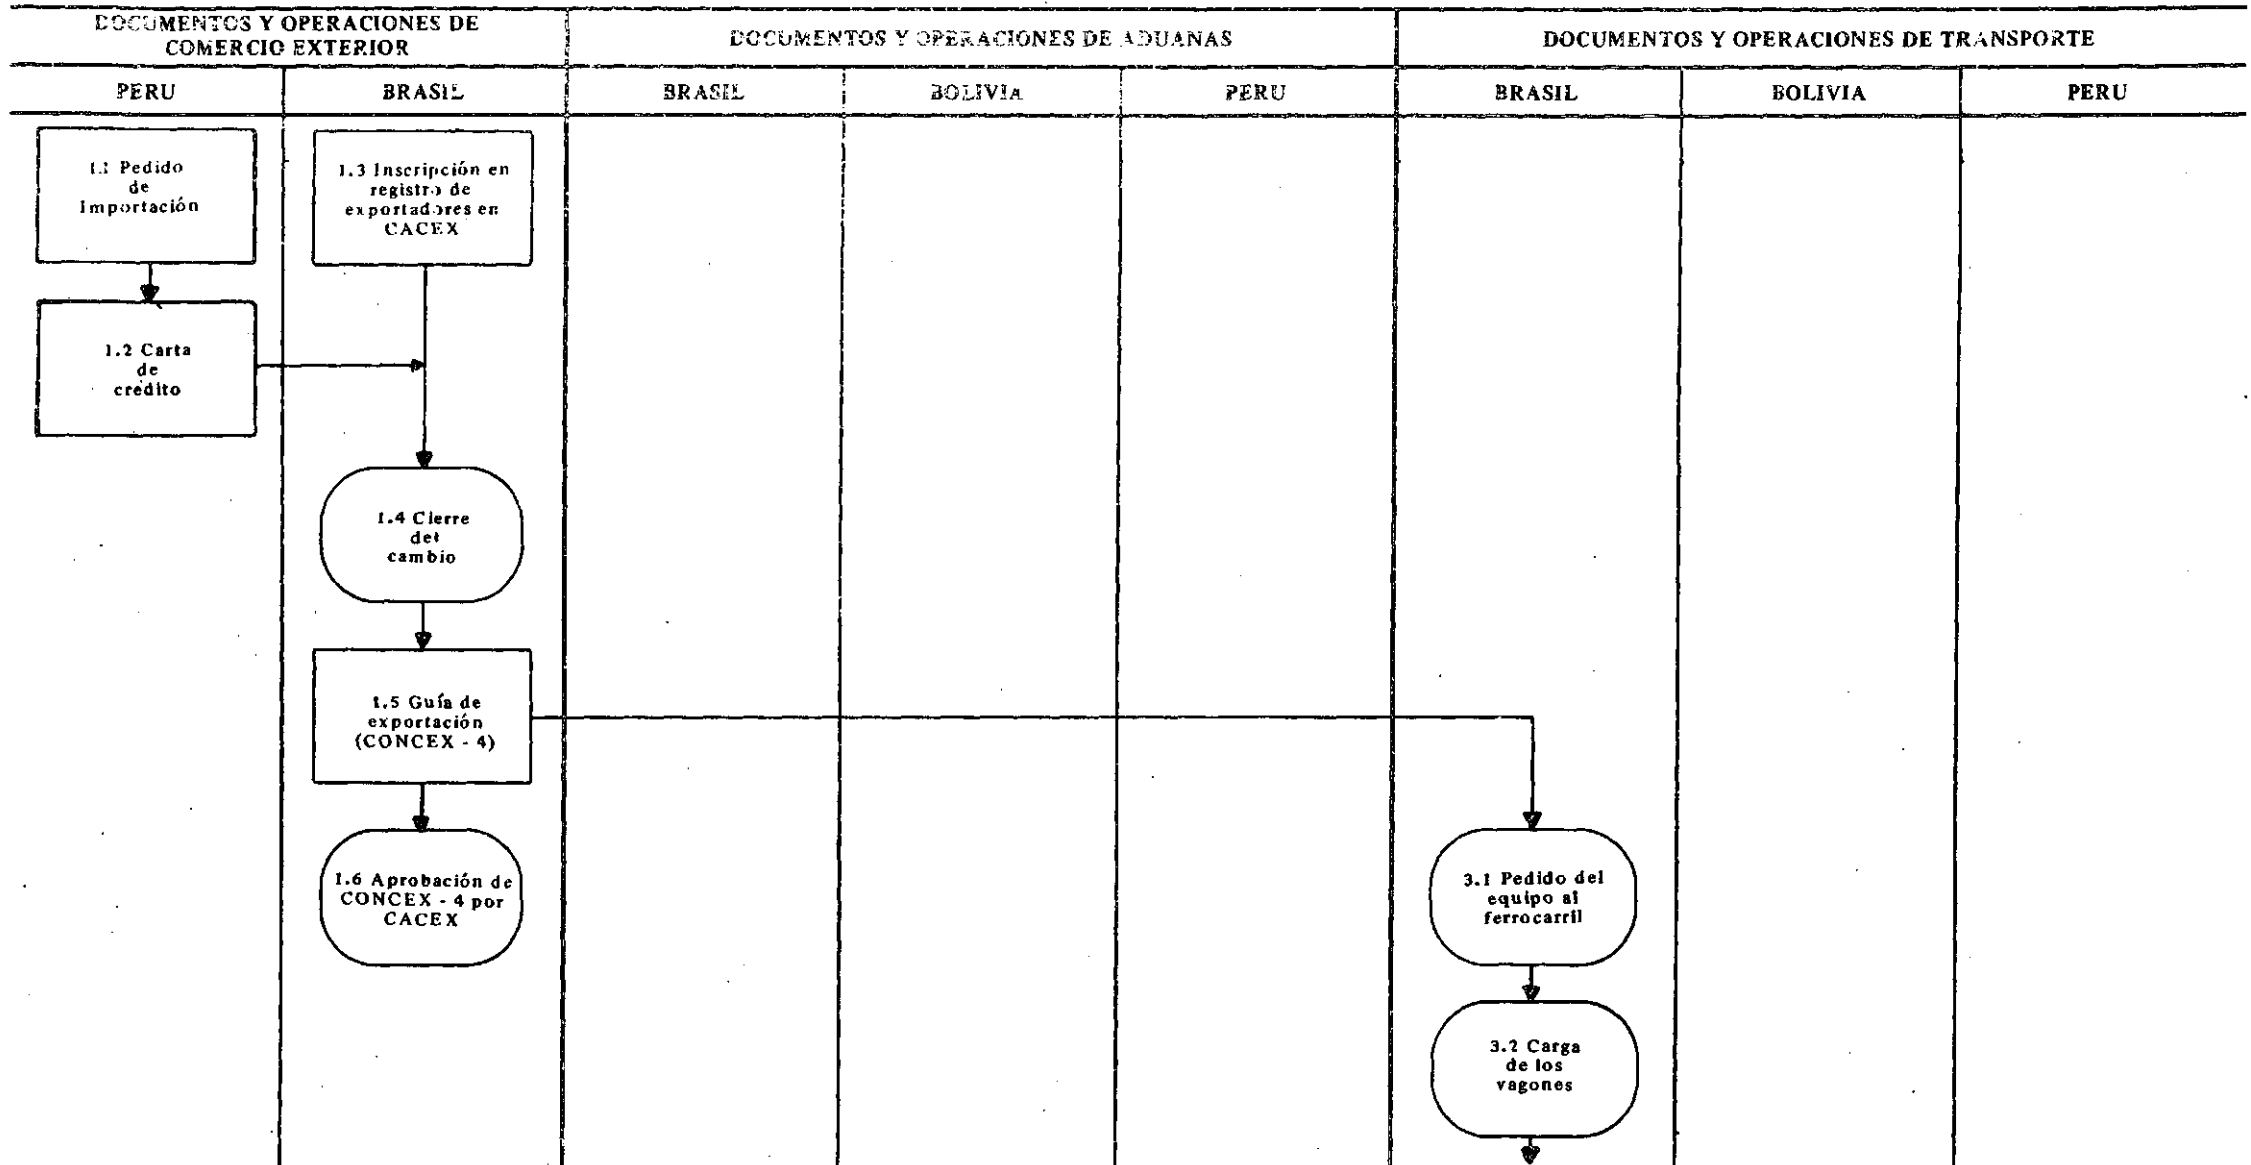 DOCUMENTOS Y OPERACIONES DE
COMERCIO EXTERIOR
DOCUMENTOS Y OPERACIONES DE ADUANAS
DOCUMENTOS Y OPERACIONES DE TRANSPORTE
PERU
BRASIL
BRASIL
BOLIVIA
PERU
BRASIL
BOLIVIA
PERU
1.1 Pedido
de
Importación
1.3 Inscripción en
registro de
exportadores en
CACEX
1.2 Carta
de
crédito
1.4 Cierre
del
cambio
1.5 Guía de
exportación
(CONCEX - 4)
1.6 Aprobación de
CONCEX - 4 por
CACEX
3.1 Pedido del
equipo al
ferrocarril
3.2 Carga
de los
vagones